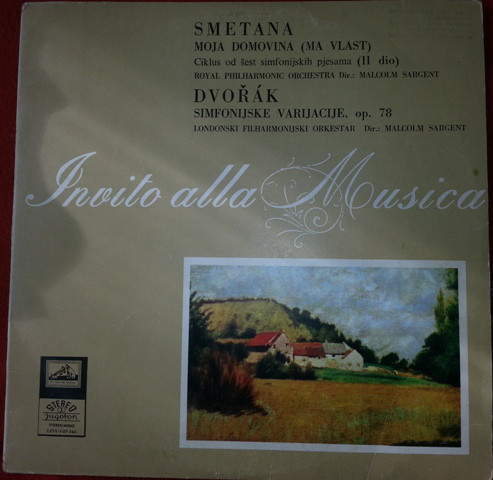 SMETANA
MOJA DOMOVINA (MA VLAST)
Ciklus od šest simfonijskih pjesama (II dio)
ROYAL PHILHARMONIC ORCHESTRA Dir.: MALCOLM SARGENT
DVOŘÁK
SIMFONIJSKE VARIJACIJE, op. 78
LONDONSKI FILHARMONIJSKI ORKESTAR Dir.: MALCOLM SARGENT
Invito alla Musica
STEREO
Jugoton